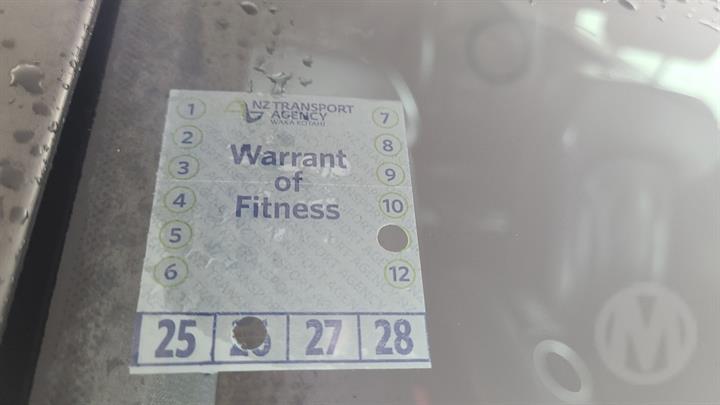 NZ TRANSPORT
AGENCY
WAKA KOTAHI
Warrant
of
Fitness
1
2
3
4
5
6
7
8
9
10
12
25
27
28
M